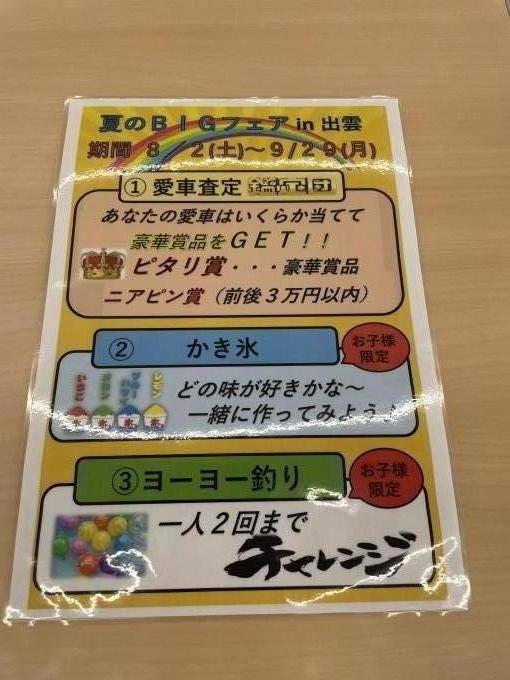 夏のＢＩＧフェア in 出雲
期間 8／2(土)～9/29(月)
① 愛車査定 鑑定団
あなたの愛車はいくらか当てて
豪華賞品をＧＥＴ！！
ピタリ賞・・・豪華賞品
ニアピン賞（前後３万円以内）
② かき氷
お子様
限定
いちご
メロン
ブルーハワイ
レモン
どの味が好きかな～
一緒に作ってみよう！
③ヨーヨー釣り
お子様
限定
一人２回まで
チャレンジ